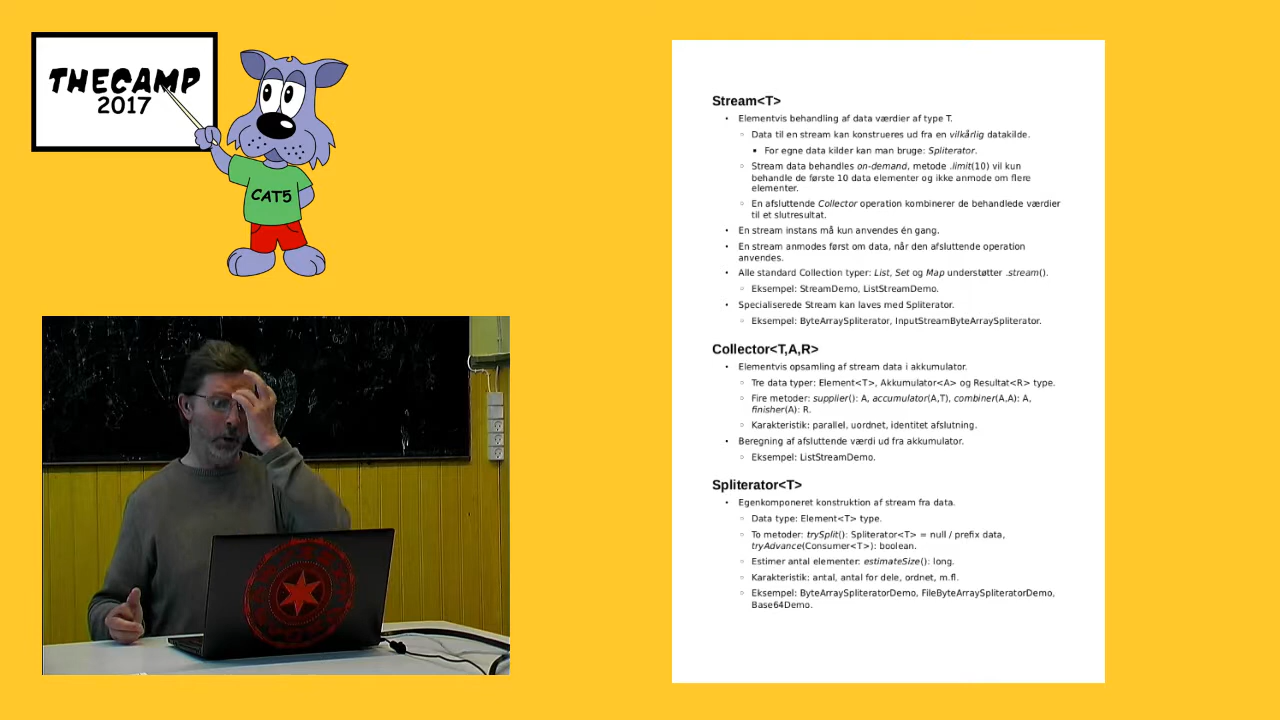 THECAMP
2017
CAT5
Stream<T>
• Elementvis behandling af data værdier af type T.
◦ Data til en stream kan konstrueres ud fra en vilkårlig datakilde.
▪ For egne data kilder kan man bruge: Spliterator.
◦ Stream data behandles on-demand, metode .limit(10) vil kun
behandle de første 10 data elementer og ikke anmode om flere
elementer.
◦ En afsluttende Collector operation kombinerer de behandlede værdier
til et slutresultat.
• En stream instans må kun anvendes én gang.
• En stream anmodes først om data, når den afsluttende operation
anvendes.
• Alle standard Collection typer: List, Set og Map understøtter .stream().
◦ Eksempel: StreamDemo, ListStreamDemo.
• Specialiserede Stream kan laves med Spliterator.
◦ Eksempel: ByteArraySpliterator, InputStreamByteArraySpliterator.
Collector<T,A,R>
• Elementvis opsamling af stream data i akkumulator.
◦ Tre data typer: Element<T>, Akkumulator<A> og Resultat<R> type.
◦ Fire metoder: supplier(): A, accumulator(A,T), combiner(A,A): A,
finisher(A): R.
◦ Karakteristik: parallel, uordnet, identitet afslutning.
• Beregning af afsluttende værdi ud fra akkumulator.
◦ Eksempel: ListStreamDemo.
Spliterator<T>
• Egenkomponeret konstruktion af stream fra data.
◦ Data type: Element<T> type.
◦ To metoder: trySplit(): Spliterator<T> = null / prefix data,
tryAdvance(Consumer<T>): boolean.
◦ Estimer antal elementer: estimateSize(): long.
◦ Karakteristik: antal, antal for dele, ordnet, m.fl.
◦ Eksempel: ByteArraySpliteratorDemo, FileByteArraySpliteratorDemo,
Base64Demo.